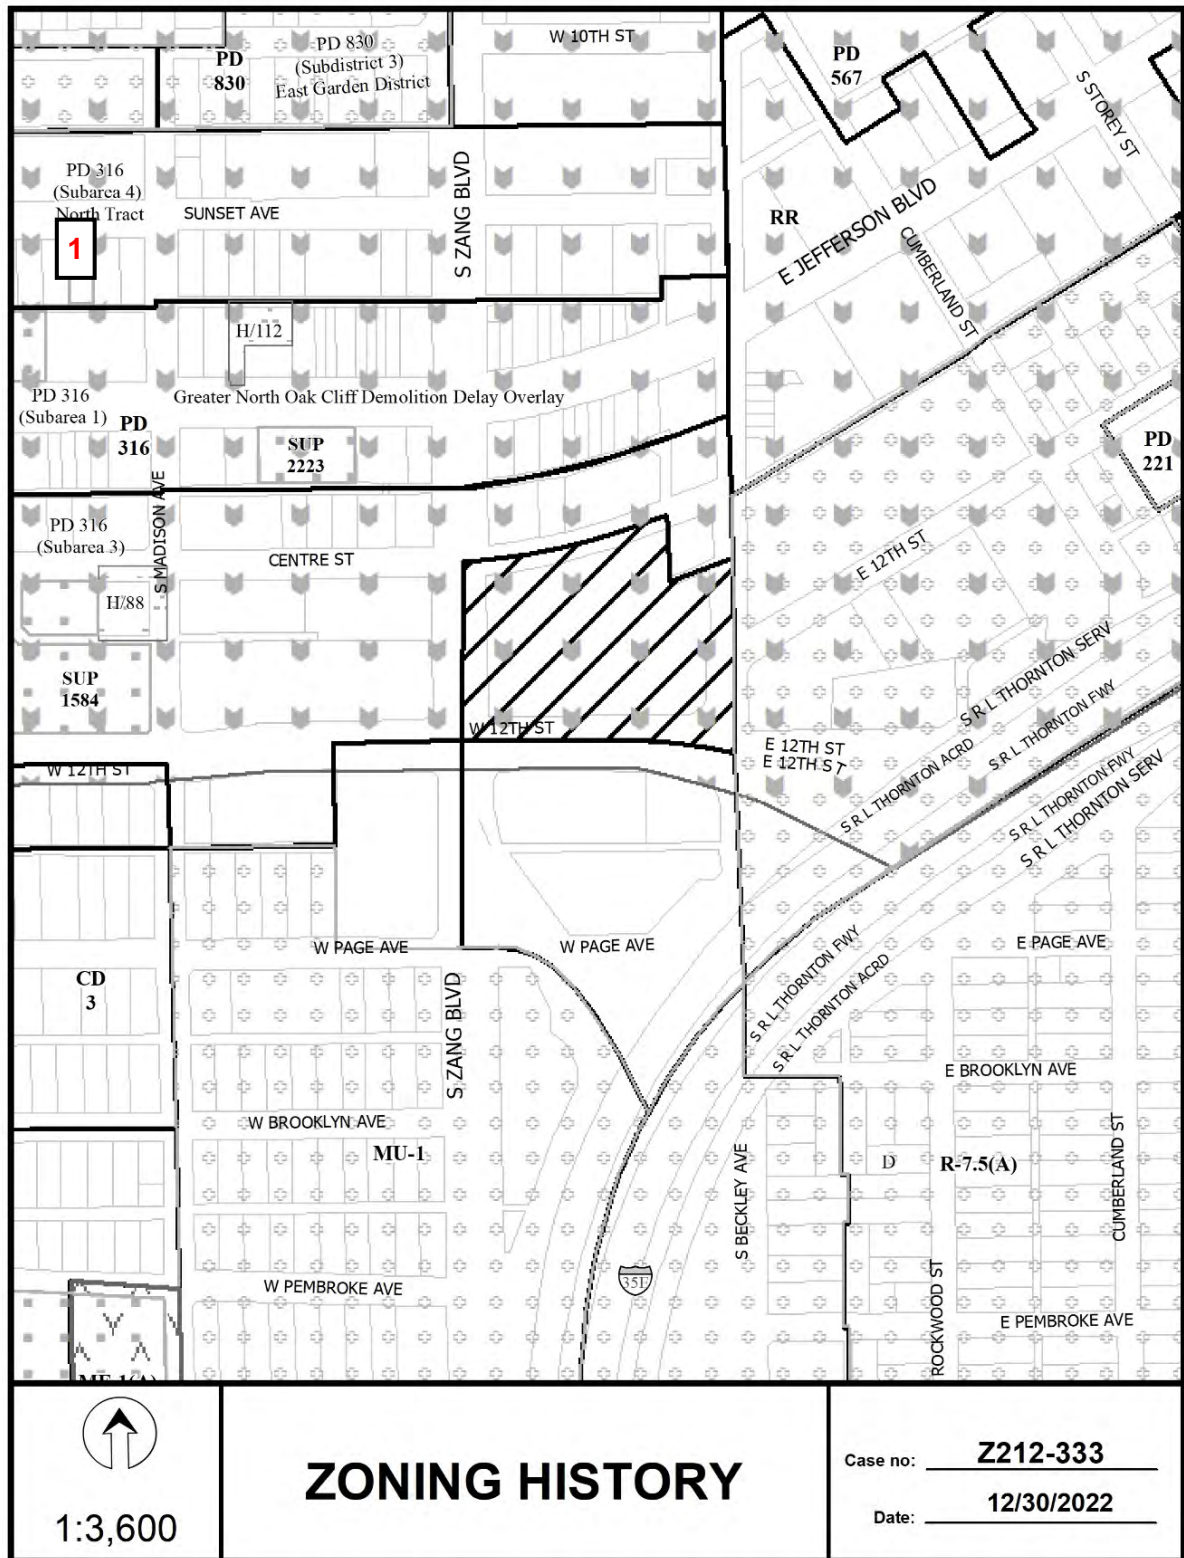 W 10TH ST
PD
830
PD 830
(Subdistrict 3)
East Garden District
PD
567
S STOREY ST
PD 316
(Subarea 4)
North Tract
SUNSET AVE
S ZANG BLVD
RR
E JEFFERSON BLVD
CUMBERLAND ST
1
H/112
PD 316
(Subarea 1)
Greater North Oak Cliff Demolition Delay Overlay
PD
316
SUP
2223
PD
221
S MADISON AVE
PD 316
(Subarea 3)
CENTRE ST
E 12TH ST
H/88
SUP
1584
S R L THORNTON SERV
S R L THORNTON FWY
W 12TH ST
E 12TH ST
E 12TH ST
W 12TH ST
S R L THORNTON ACRD
S R L THORNTON FWY
S R L THORNTON SERV
W PAGE AVE
W PAGE AVE
E PAGE AVE
CD
3
S ZANG BLVD
S R L THORNTON FWY
S R L THORNTON ACRD
E BROOKLYN AVE
W BROOKLYN AVE
MU-1
S BECKLEY AVE
D
R-7.5(A)
CUMBERLAND ST
35E
W PEMBROKE AVE
ROCKWOOD ST
E PEMBROKE AVE
MF-1(A)
1:3,600
ZONING HISTORY
Case no: Z212-333
Date: 12/30/2022